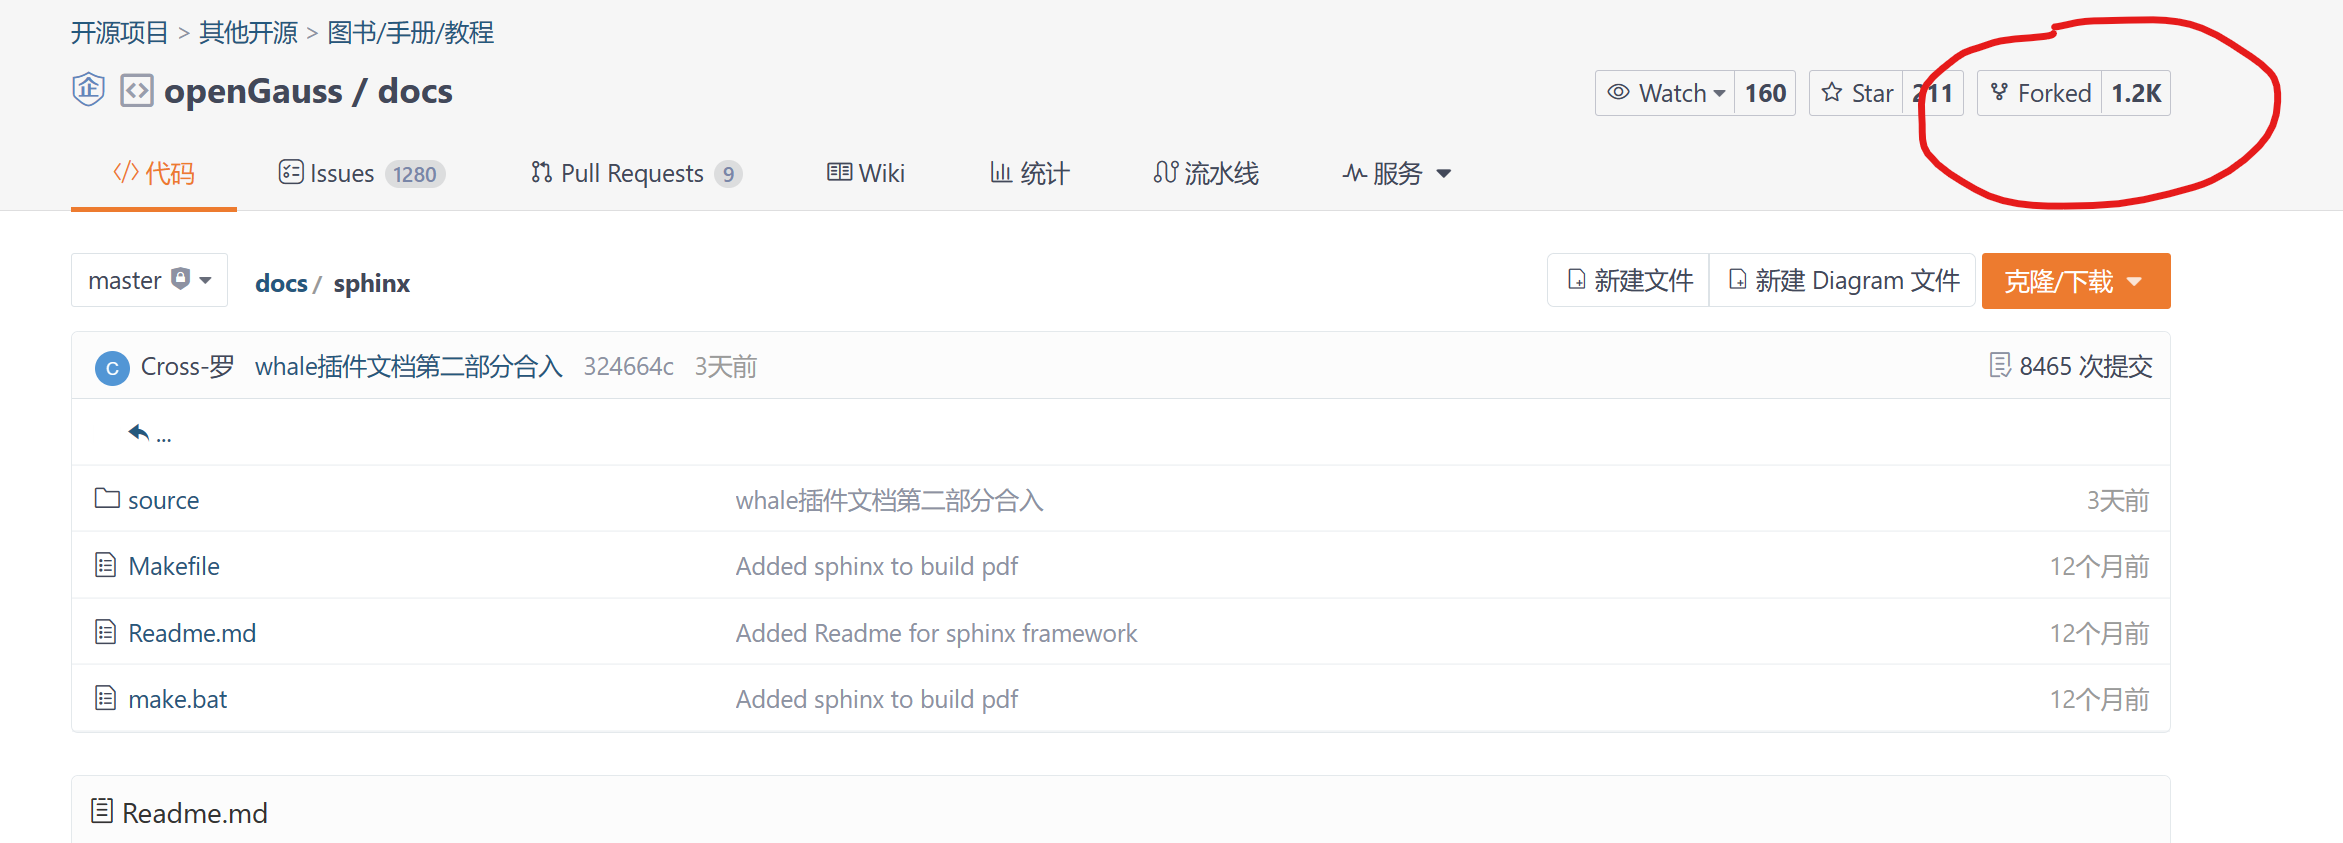 开源项目 > 其他开源 > 图书/手册/教程
openGauss / docs
Watch 160 Star 211 Forked 1.2K
代码 Issues 1280 Pull Requests 9 Wiki 统计 流水线 服务
master docs / sphinx 新建文件 新建 Diagram 文件 克隆/下载
C Cross-罗 whale插件文档第二部分合入 324664c 3天前 8465 次提交
...
source whale插件文档第二部分合入 3天前
Makefile Added sphinx to build pdf 12个月前
Readme.md Added Readme for sphinx framework 12个月前
make.bat Added sphinx to build pdf 12个月前
Readme.md